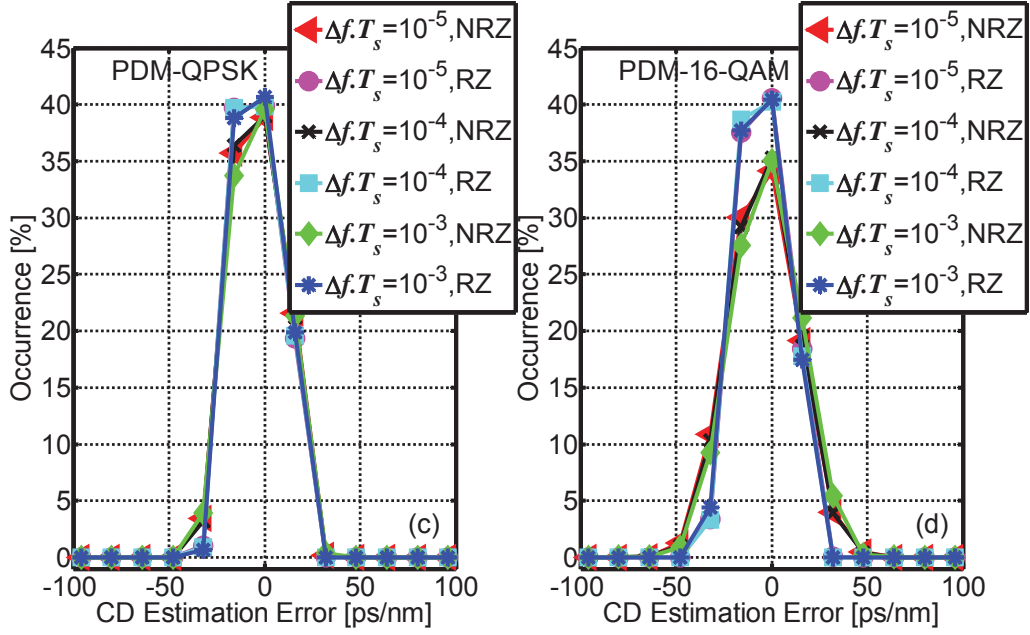 PDM-QPSK
Δf.Tₛ=10⁻⁵,NRZ
Δf.Tₛ=10⁻⁵,RZ
Δf.Tₛ=10⁻⁴,NRZ
Δf.Tₛ=10⁻⁴,RZ
Δf.Tₛ=10⁻³,NRZ
Δf.Tₛ=10⁻³,RZ
Occurrence [%]
45
40
35
30
25
20
15
10
5
0
(c)
-100 -50 0 50 100
CD Estimation Error [ps/nm]
PDM-16-QAM
Δf.Tₛ=10⁻⁵,NRZ
Δf.Tₛ=10⁻⁵,RZ
Δf.Tₛ=10⁻⁴,NRZ
Δf.Tₛ=10⁻⁴,RZ
Δf.Tₛ=10⁻³,NRZ
Δf.Tₛ=10⁻³,RZ
Occurrence [%]
45
40
35
30
25
20
15
10
5
0
(d)
-100 -50 0 50 100
CD Estimation Error [ps/nm]